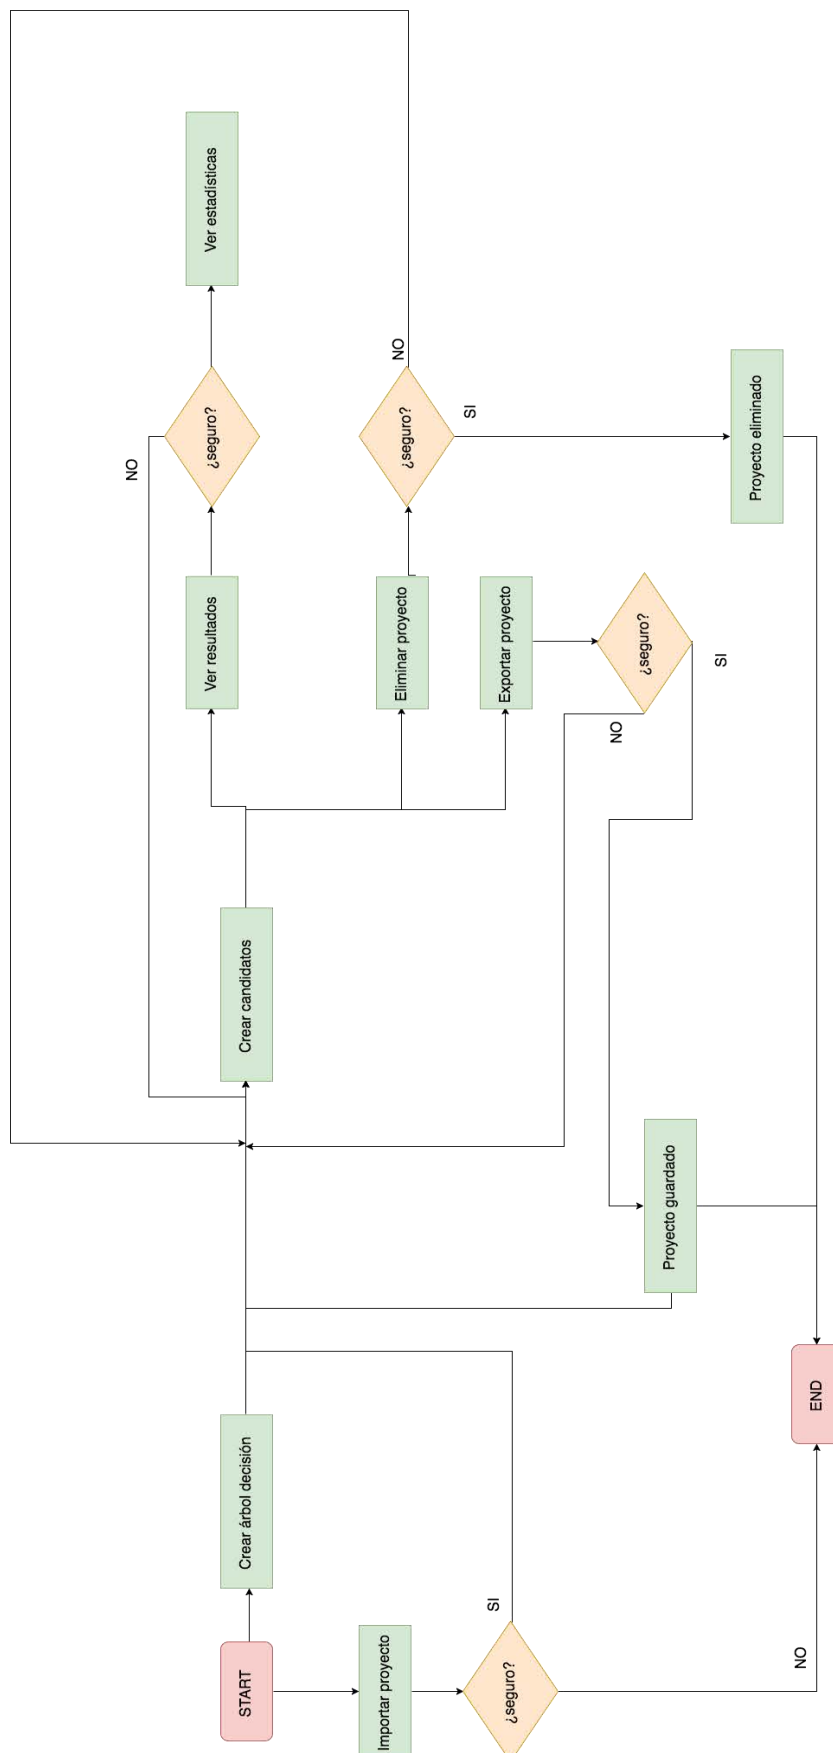 START
Crear árbol decisión
Importar proyecto
¿seguro?
SI
NO
END
Crear candidatos
Proyecto guardado
Ver resultados
Eliminar proyecto
Exportar proyecto
¿seguro?
NO
SI
¿seguro?
NO
¿seguro?
NO
SI
Ver estadísticas
Proyecto eliminado